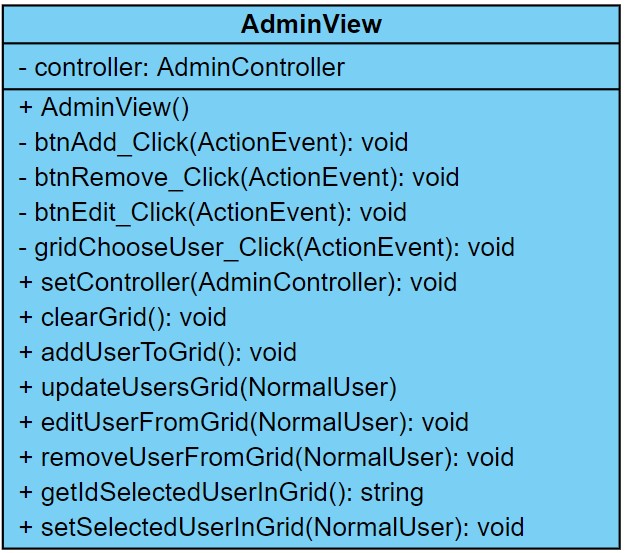 AdminView
- controller: AdminController
+ AdminView()
- btnAdd_Click(ActionEvent): void
- btnRemove_Click(ActionEvent): void
- btnEdit_Click(ActionEvent): void
- gridChooseUser_Click(ActionEvent): void
+ setController(AdminController): void
+ clearGrid(): void
+ addUserToGrid(): void
+ updateUsersGrid(NormalUser)
+ editUserFromGrid(NormalUser): void
+ removeUserFromGrid(NormalUser): void
+ getIdSelectedUserInGrid(): string
+ setSelectedUserInGrid(NormalUser): void